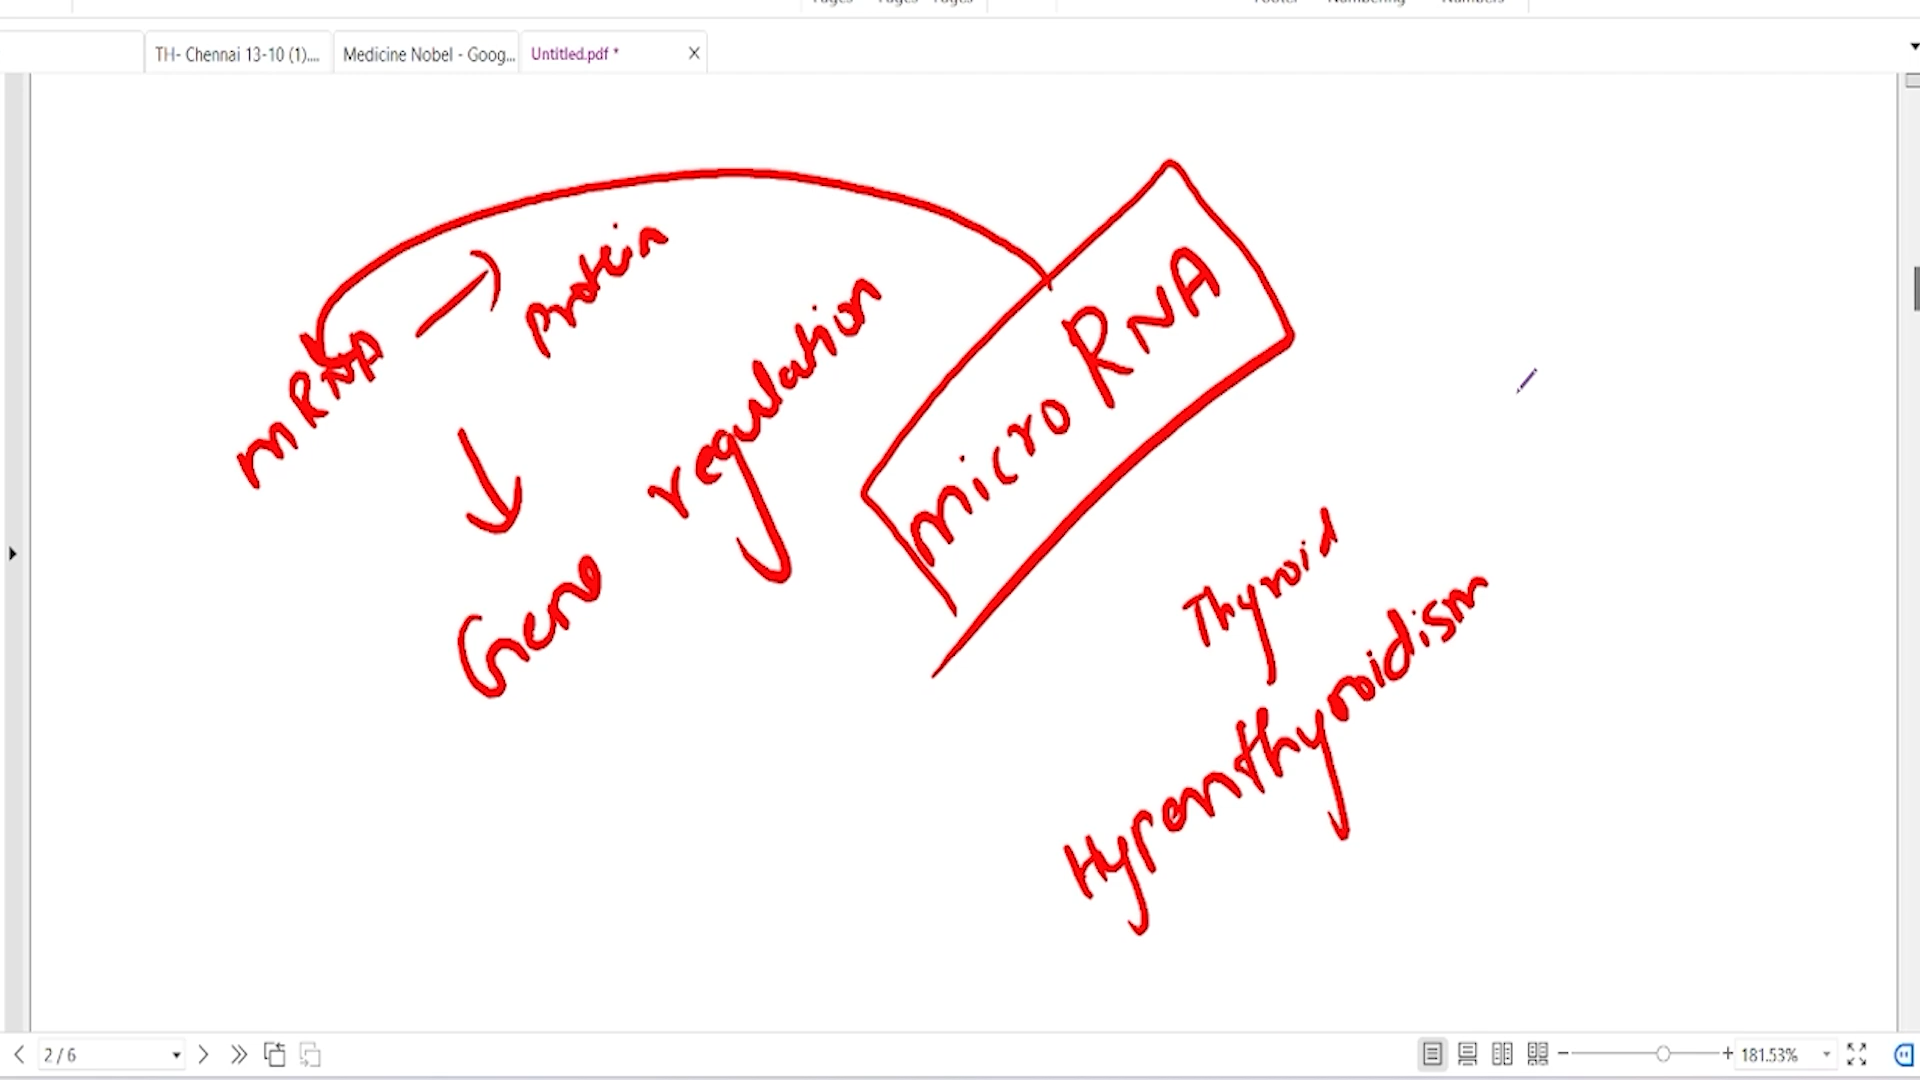 TH- Chennai 13-10 (1)....
Medicine Nobel - Goog...
Untitled.pdf *
mRNA → Protein
Gene regulation
micro RNA
Thyroid
Hyperthyroidism
2 / 6
181.53%